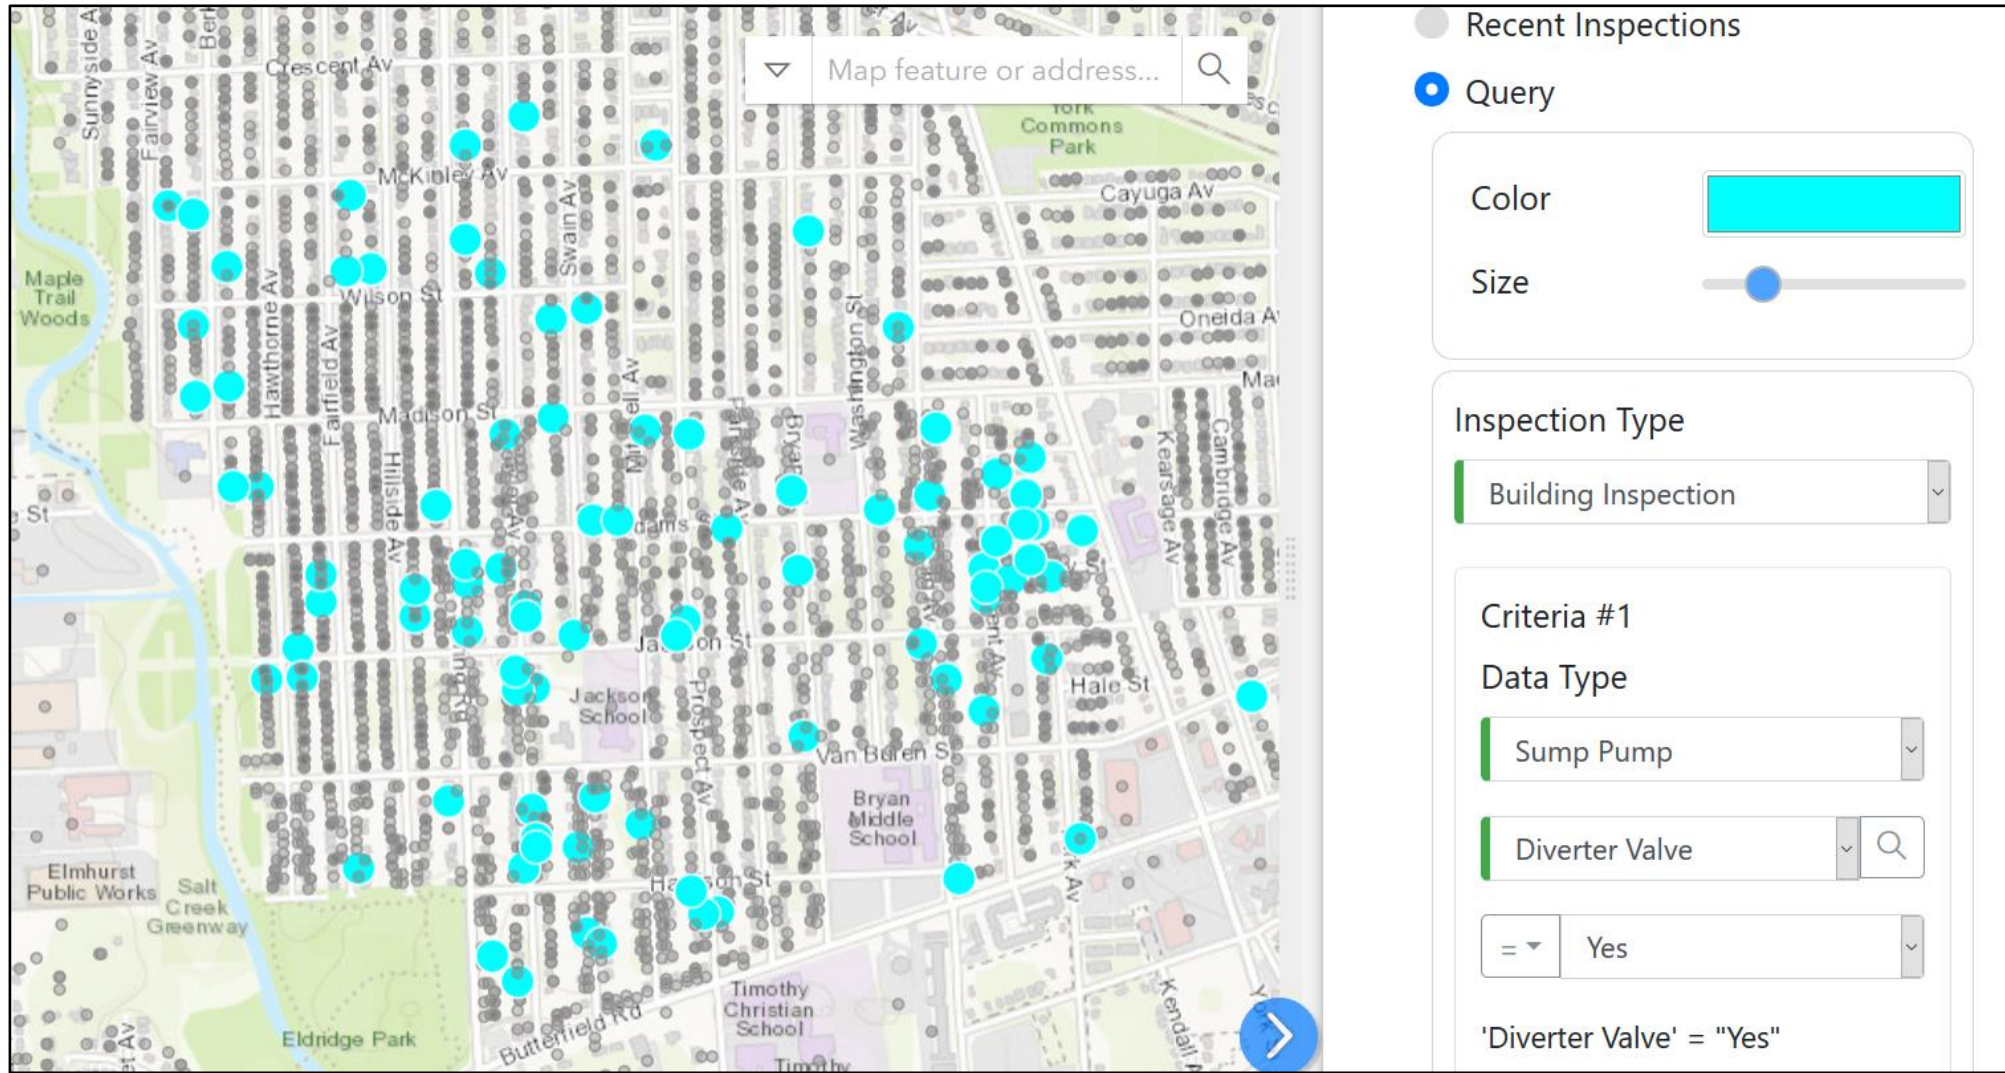 Sunnyside A
Fairview Av
Crescent Av
Map feature or address...
York
Commons
Park
McKinley Av
Cayuga Av
Swain Av
Maple
Trail
Woods
Wilson St
Hawthorne Av
Fairfield Av
Washington St
Oneida A
Madison St
Hillside Av
Kearsage Av
Cambridge Av
St
Jackson
School
Prospect Av
Hale St
Van Buren S
Bryan
Middle
School
Elmhurst
Public Works
Salt
Creek
Greenway
Eldridge Park
Butterfield Rd
Timothy
Christian
School
Timothy
Kendall A
Recent Inspections
Query
Color
Size
Inspection Type
Building Inspection
Criteria #1
Data Type
Sump Pump
Diverter Valve
= Yes
'Diverter Valve' = "Yes"